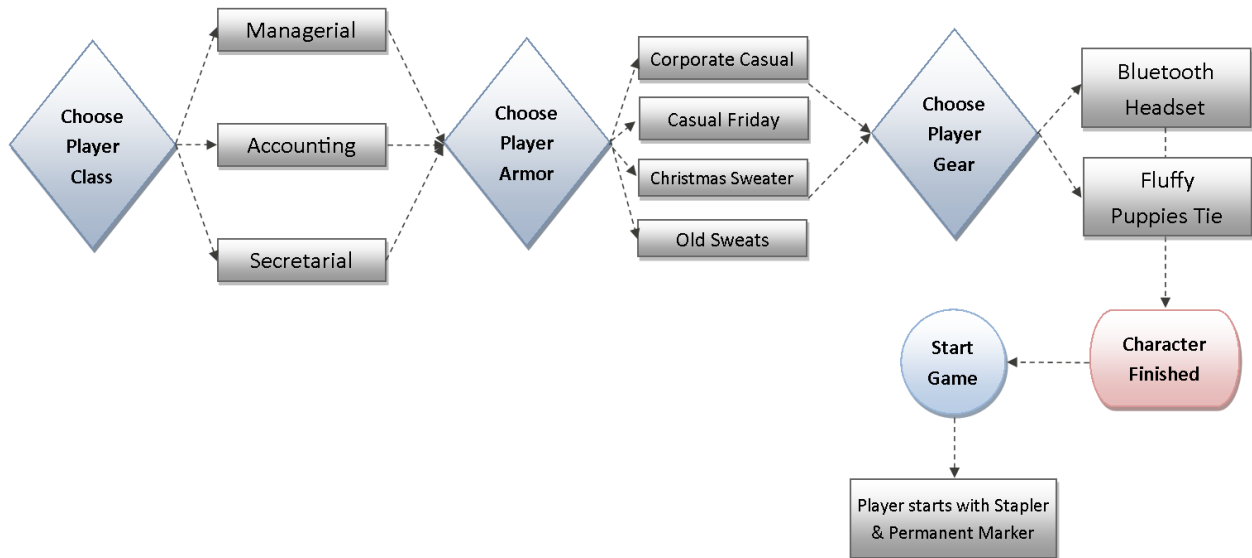 Choose
Player
Class
Managerial
Accounting
Secretarial
Choose
Player
Armor
Corporate Casual
Casual Friday
Christmas Sweater
Old Sweats
Choose
Player
Gear
Bluetooth
Headset
Fluffy
Puppies Tie
Character
Finished
Start
Game
Player starts with Stapler
& Permanent Marker